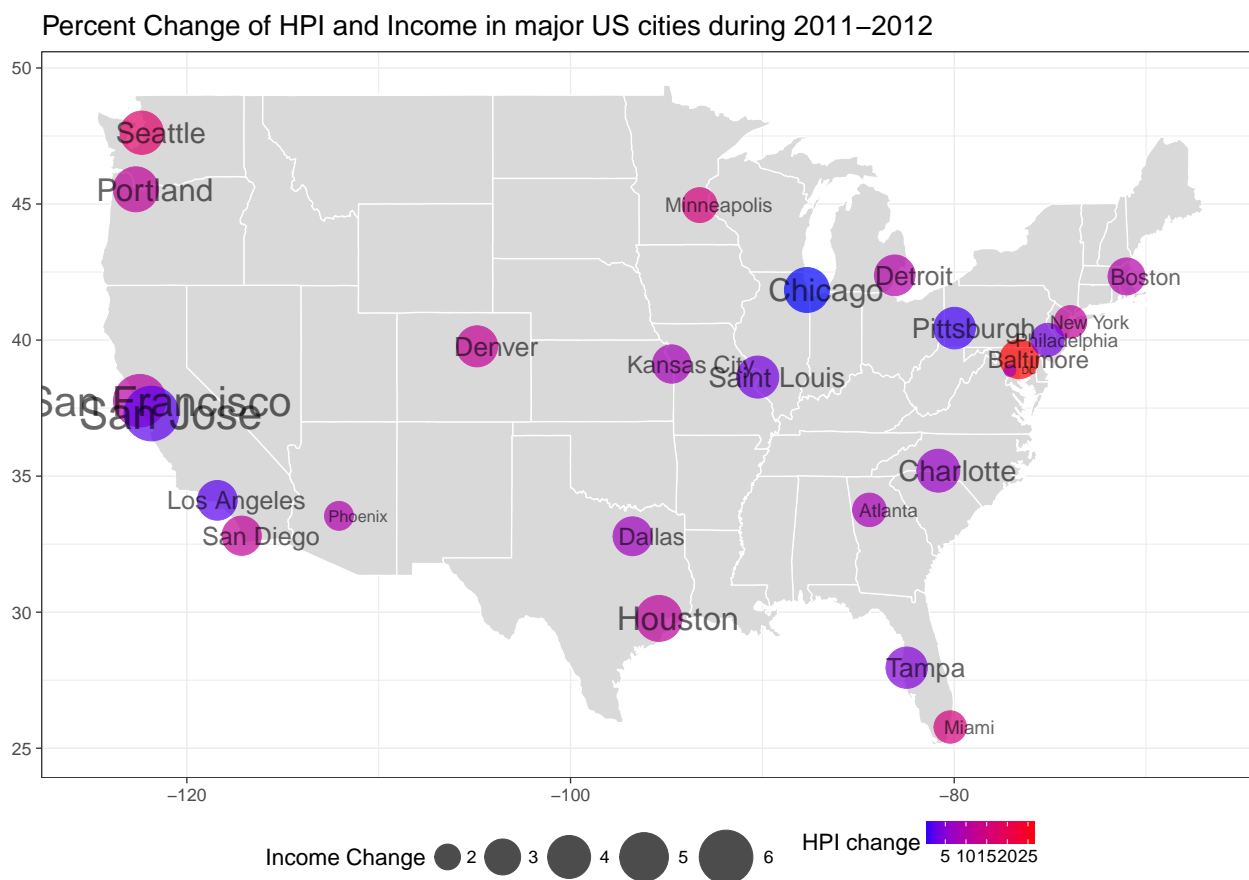 Percent Change of HPI and Income in major US cities during 2011−2012
50
45
40
35
30
25
Seattle
Portland
Minneapolis
Detroit
Boston
Chicago
Pittsburgh
New York
Philadelphia
Baltimore
DC
Denver
Kansas City
Saint Louis
San Francisco
San Jose
Charlotte
Los Angeles
Phoenix
Atlanta
San Diego
Dallas
Houston
Tampa
Miami
−120 −100 −80
Income Change 2 3 4 5 6
HPI change 5 10 15 20 25